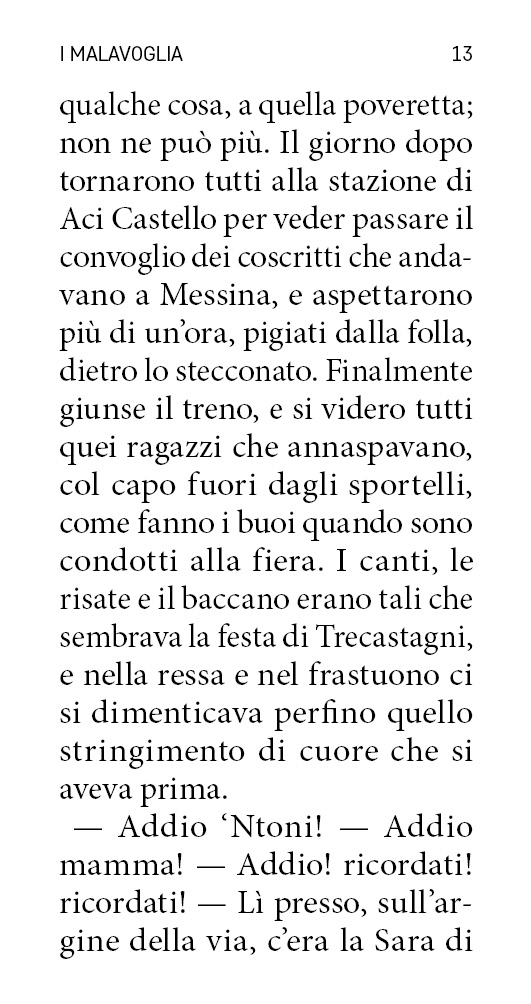 I MALAVOGLIA 13
qualche cosa, a quella poveretta;
non ne può più. Il giorno dopo
tornarono tutti alla stazione di
Aci Castello per veder passare il
convoglio dei coscritti che anda-
vano a Messina, e aspettarono
più di un’ora, pigiati dalla folla,
dietro lo stecconato. Finalmente
giunse il treno, e si videro tutti
quei ragazzi che annaspavano,
col capo fuori dagli sportelli,
come fanno i buoi quando sono
condotti alla fiera. I canti, le
risate e il baccano erano tali che
sembrava la festa di Trecastagni,
e nella ressa e nel frastuono ci
si dimenticava perfino quello
stringimento di cuore che si
aveva prima.
— Addio ‘Ntoni! — Addio
mamma! — Addio! ricordati!
ricordati! — Lì presso, sull’ar-
gine della via, c’era la Sara di